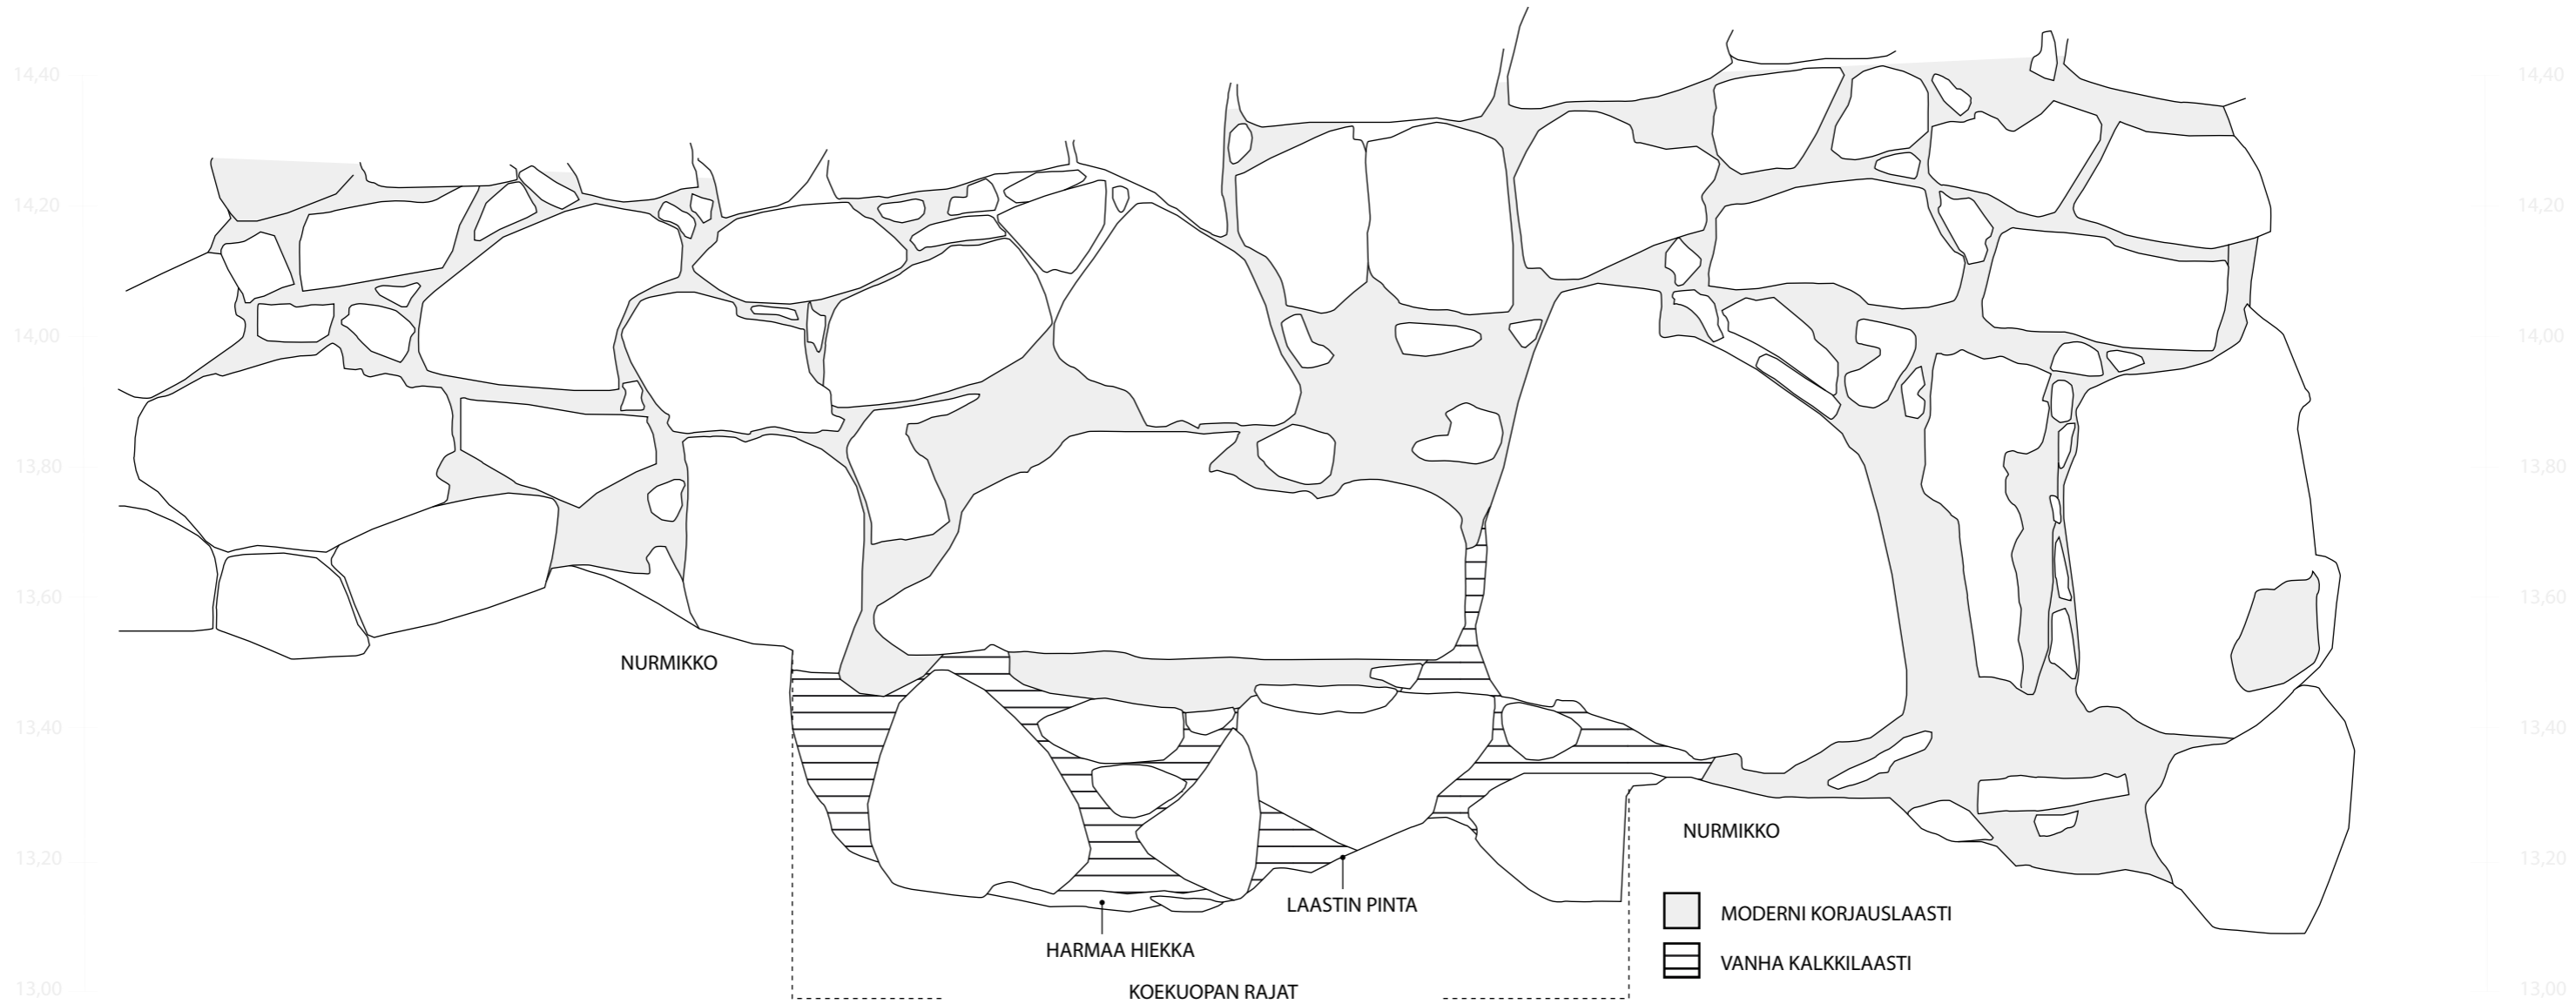 14,40 14,40
14,20 14,20
14,00 14,00
13,80 13,80
13,60 13,60
NURMIKKO
13,40 13,40
NURMIKKO
13,20 13,20
LAASTIN PINTA
MODERNI KORJAUSLAASTI
HARMAA HIEKKA
VANHA KALKKILAASTI
13,00 13,00
KOEKUOPAN RAJAT